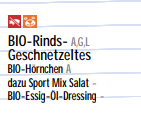 BIO-Rinds- A,G,L
Geschnetzeltes
BIO-Hörnchen A
dazu Sport Mix Salat -
BIO-Essig-Öl-Dressing -